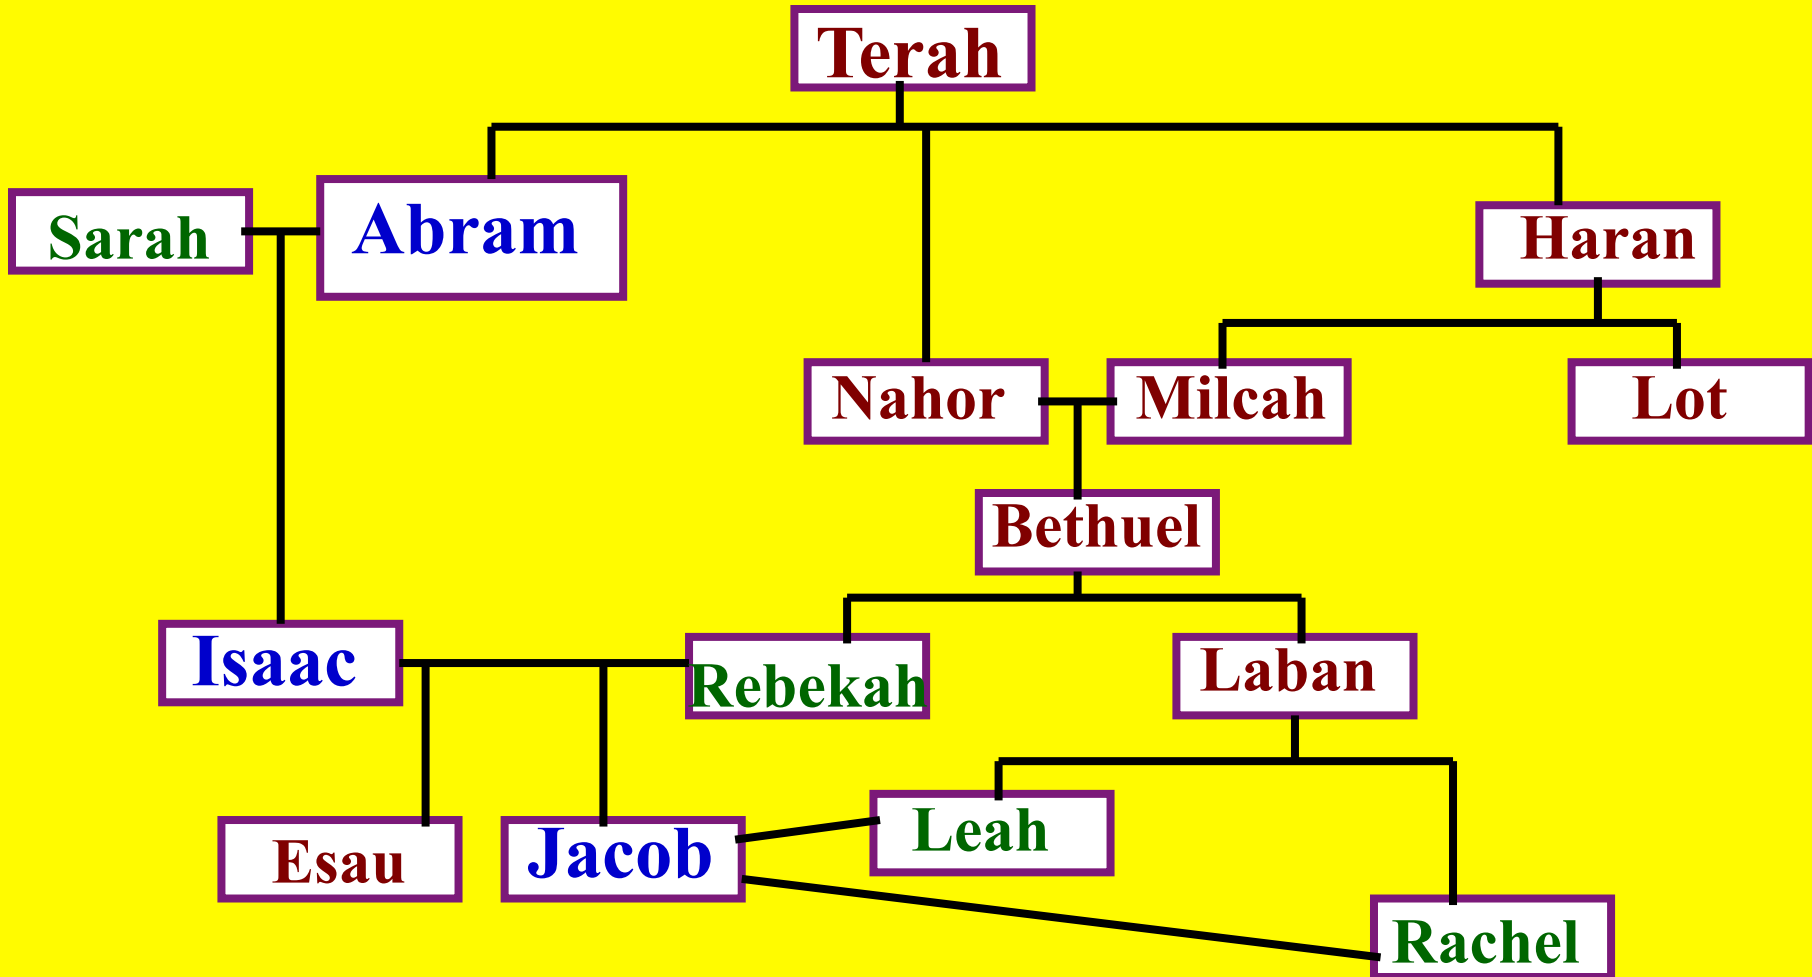 Terah
Sarah
Abram
Haran
Nahor
Milcah
Lot
Bethuel
Isaac
Rebekah
Laban
Esau
Jacob
Leah
Rachel